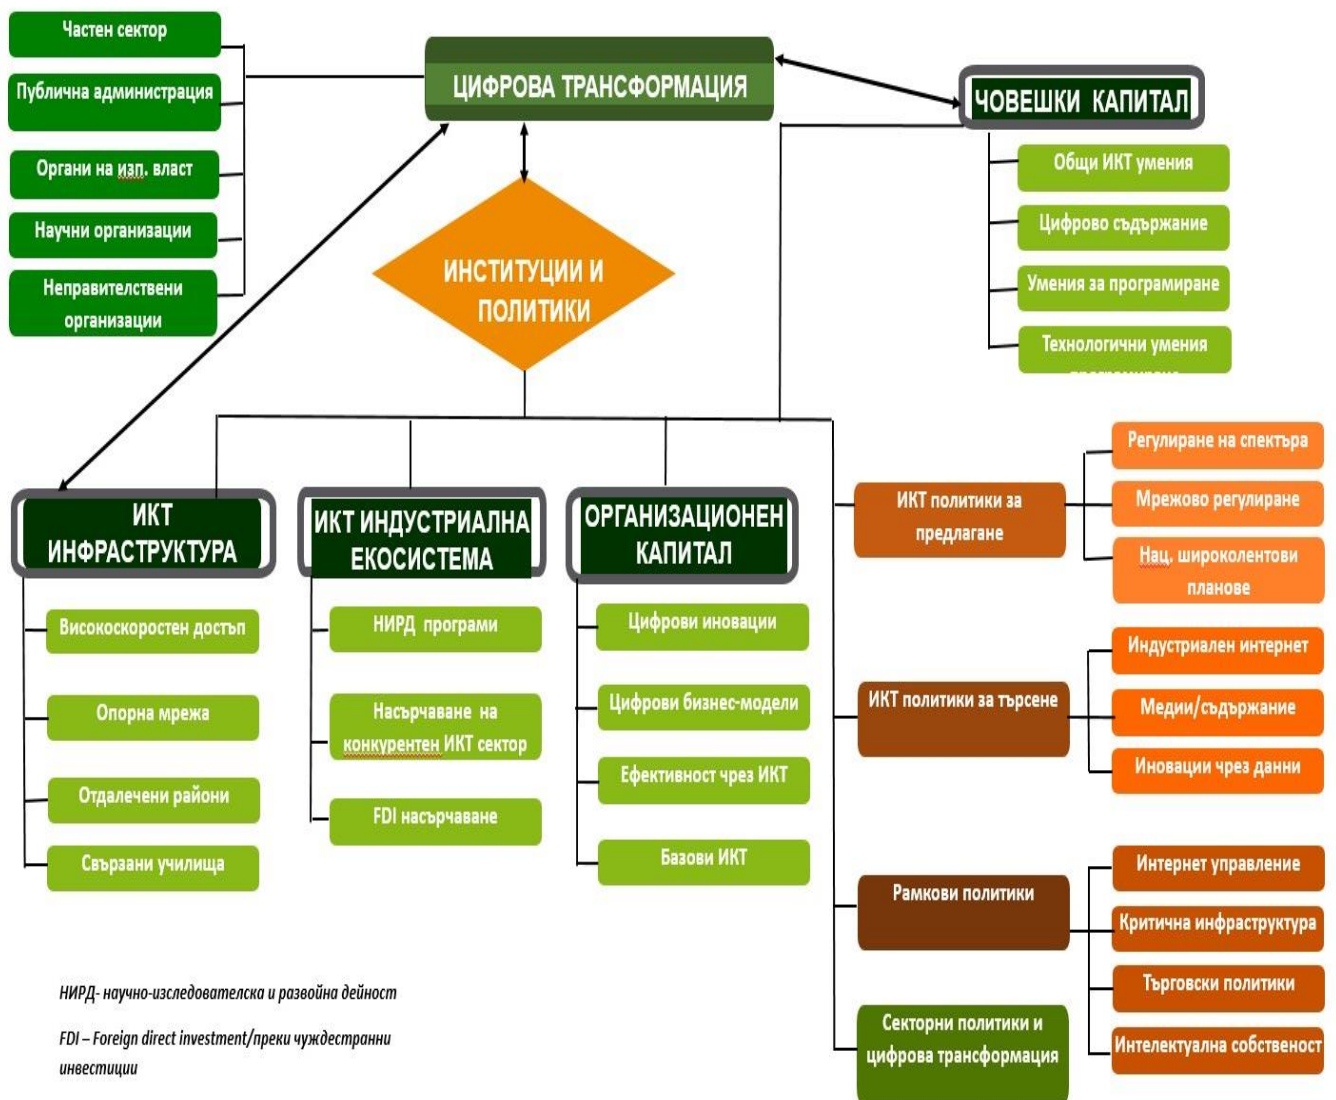 Частен сектор
Публична администрация
Органи на изп. власт
Научни организации
Неправителствени
организации
ЦИФРОВА ТРАНСФОРМАЦИЯ
ЧОВЕШКИ КАПИТАЛ
Общи ИКТ умения
Цифрово съдържание
Умения за програмиране
Технологични умения
ИНСТИТУЦИИ И
ПОЛИТИКИ
ИКТ
ИНФРАСТРУКТУРА
Високоскоростен достъп
Опорна мрежа
Отдалечени райони
Свързани училища
ИКТ ИНДУСТРИАЛНА
ЕКОСИСТЕМА
НИРД програми
Насърчаване на
конкурентен ИКТ сектор
FDI насърчаване
ОРГАНИЗАЦИОНЕН
КАПИТАЛ
Цифрови иновации
Цифрови бизнес-модели
Ефективност чрез ИКТ
Базови ИКТ
ИКТ политики за
предлагане
Регулиране на спектъра
Мрежово регулиране
Нац. широколентови
планове
ИКТ политики за търсене
Индустриален интернет
Медии/съдържание
Иновации чрез данни
Рамкови политики
Интернет управление
Критична инфраструктура
Търговски политики
Интелектуална собственост
Секторни политики и
цифрова трансформация
НИРД- научно-изследователска и развойна дейност
FDI – Foreign direct investment/преки чуждестранни
инвестиции